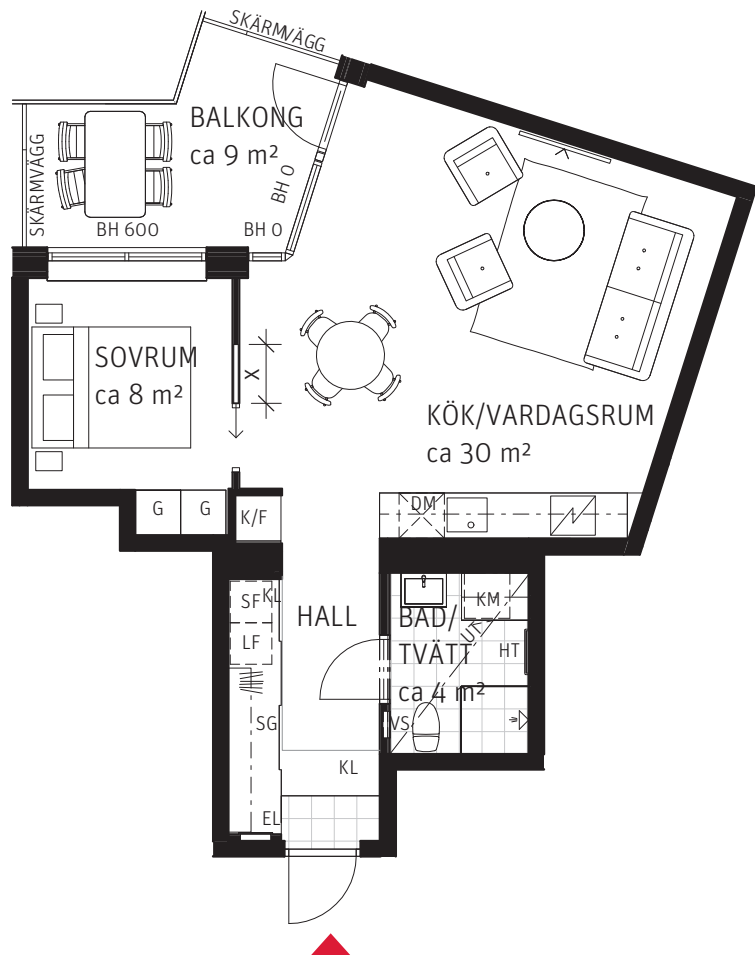 SKÄRMVÄGG
BALKONG
ca 9 m²
SKÄRMVÄGG
BH 0
BH 600
BH 0
SOVRUM
ca 8 m²
X
KÖK/VARDAGSRUM
ca 30 m²
G
G
K/F
DM
SF
KL
HALL
BAD/
TVÄTT
ca 4 m²
KM
UT
HT
LF
SG
VS
KL
EL